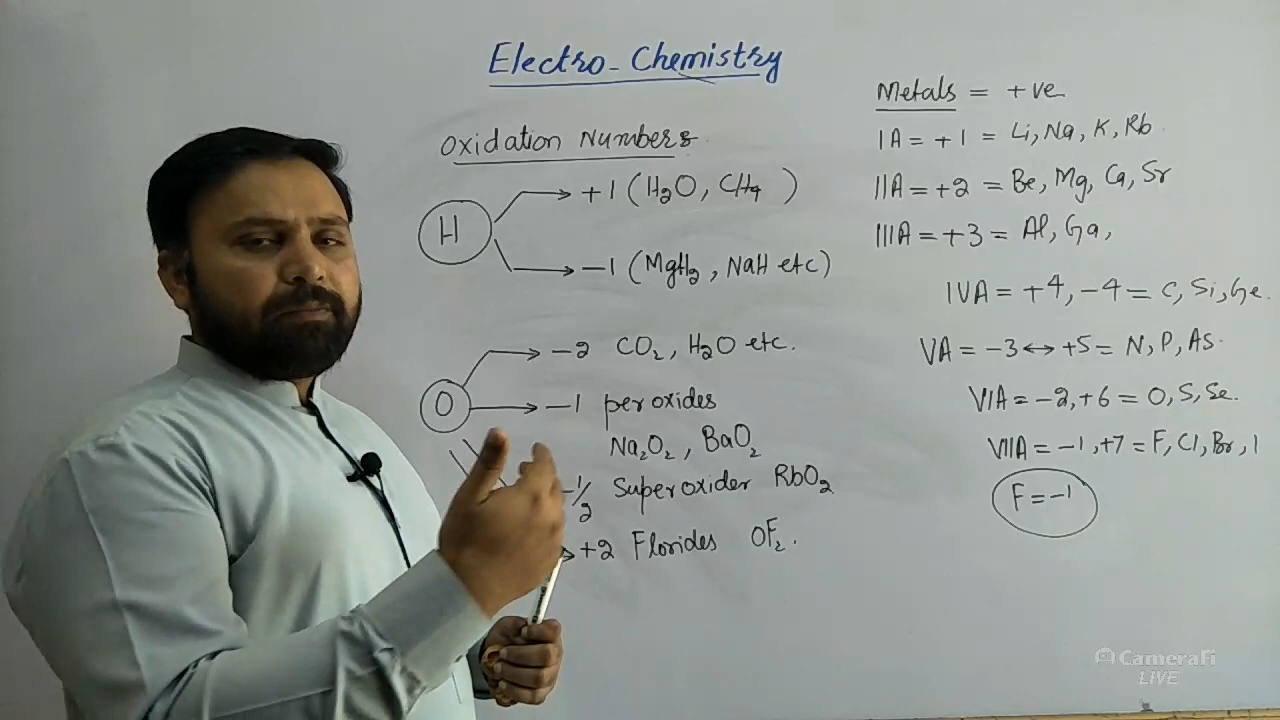 Electro-Chemistry
Oxidation Numbers
H
+1 (H₂O, CH₄ )
−1 (MgH₂, NaH etc)
O
−2 CO₂, H₂O etc.
−1 peroxides
Na₂O₂, BaO₂
−1/2 Superoxider RbO₂
+2 Florides OF₂.
Metals = +ve
IA = +1 = Li, Na, K, Rb
IIA = +2 = Be, Mg, Ca, Sr
IIIA = +3 = Al, Ga,
IVA = +4, −4 = C, Si, Ge.
VA = −3 ↔ +5 = N, P, As.
VIA = −2, +6 = O, S, Se.
VIIA = −1, +7 = F, Cl, Br, I
F = −1
CameraFi
LIVE